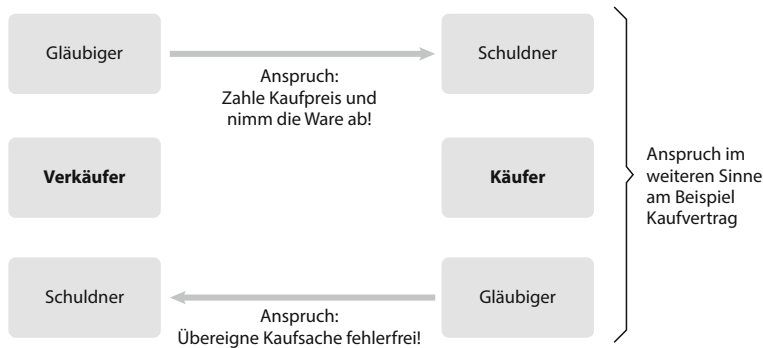 Gläubiger
Schuldner
Anspruch:
Zahle Kaufpreis und
nimm die Ware ab!
Verkäufer
Käufer
Anspruch im
weiteren Sinne
am Beispiel
Kaufvertrag
Schuldner
Gläubiger
Anspruch:
Übereigne Kaufsache fehlerfrei!